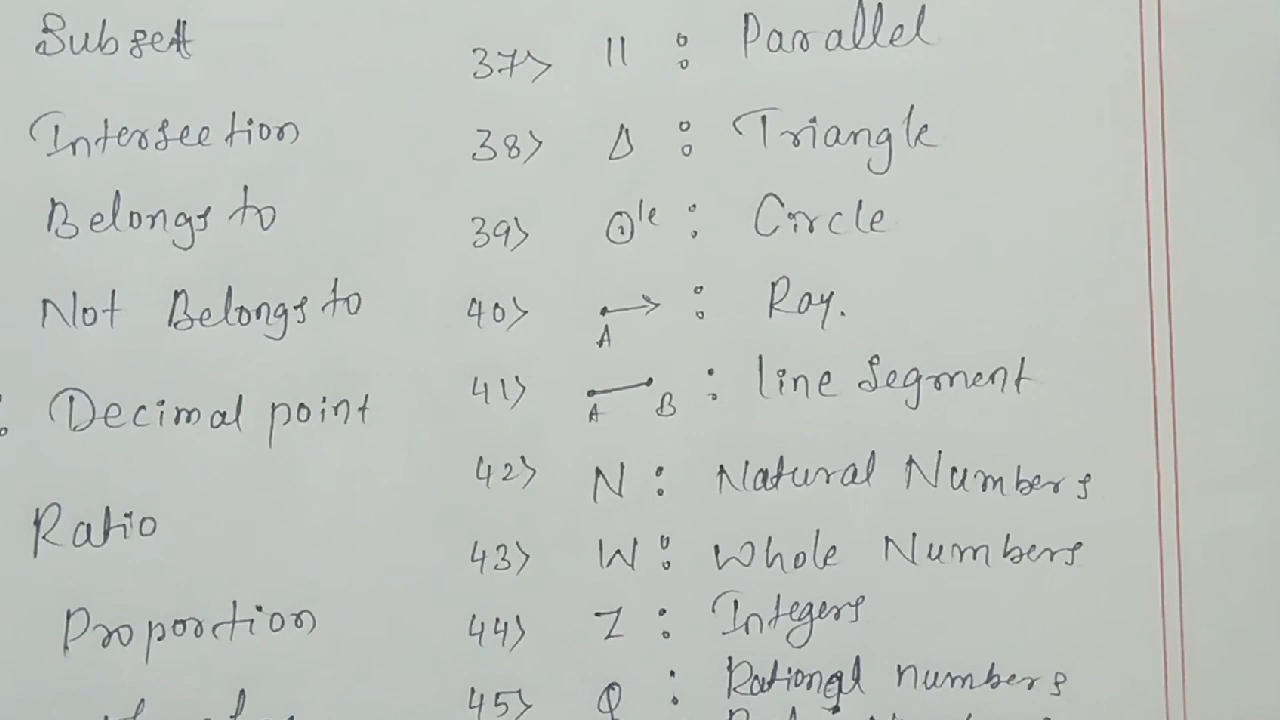 Subset
Intersection
Belongs to
Not Belongs to
: Decimal point
Ratio
Proportion
37> || : Parallel
38> Δ : Triangle
39> ⊙le : Circle
40> A → : Ray.
41> A B : line segment
42> N : Natural Numbers
43> W : Whole Numbers
44> Z : Integers
45> Q : Rational numbers